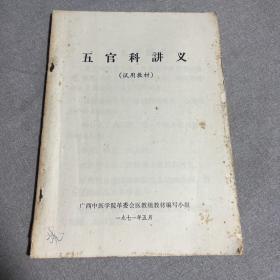 五官科講义
(试用教材)
广西中医学院革委会医教组教材编写小组
一九七一年五月